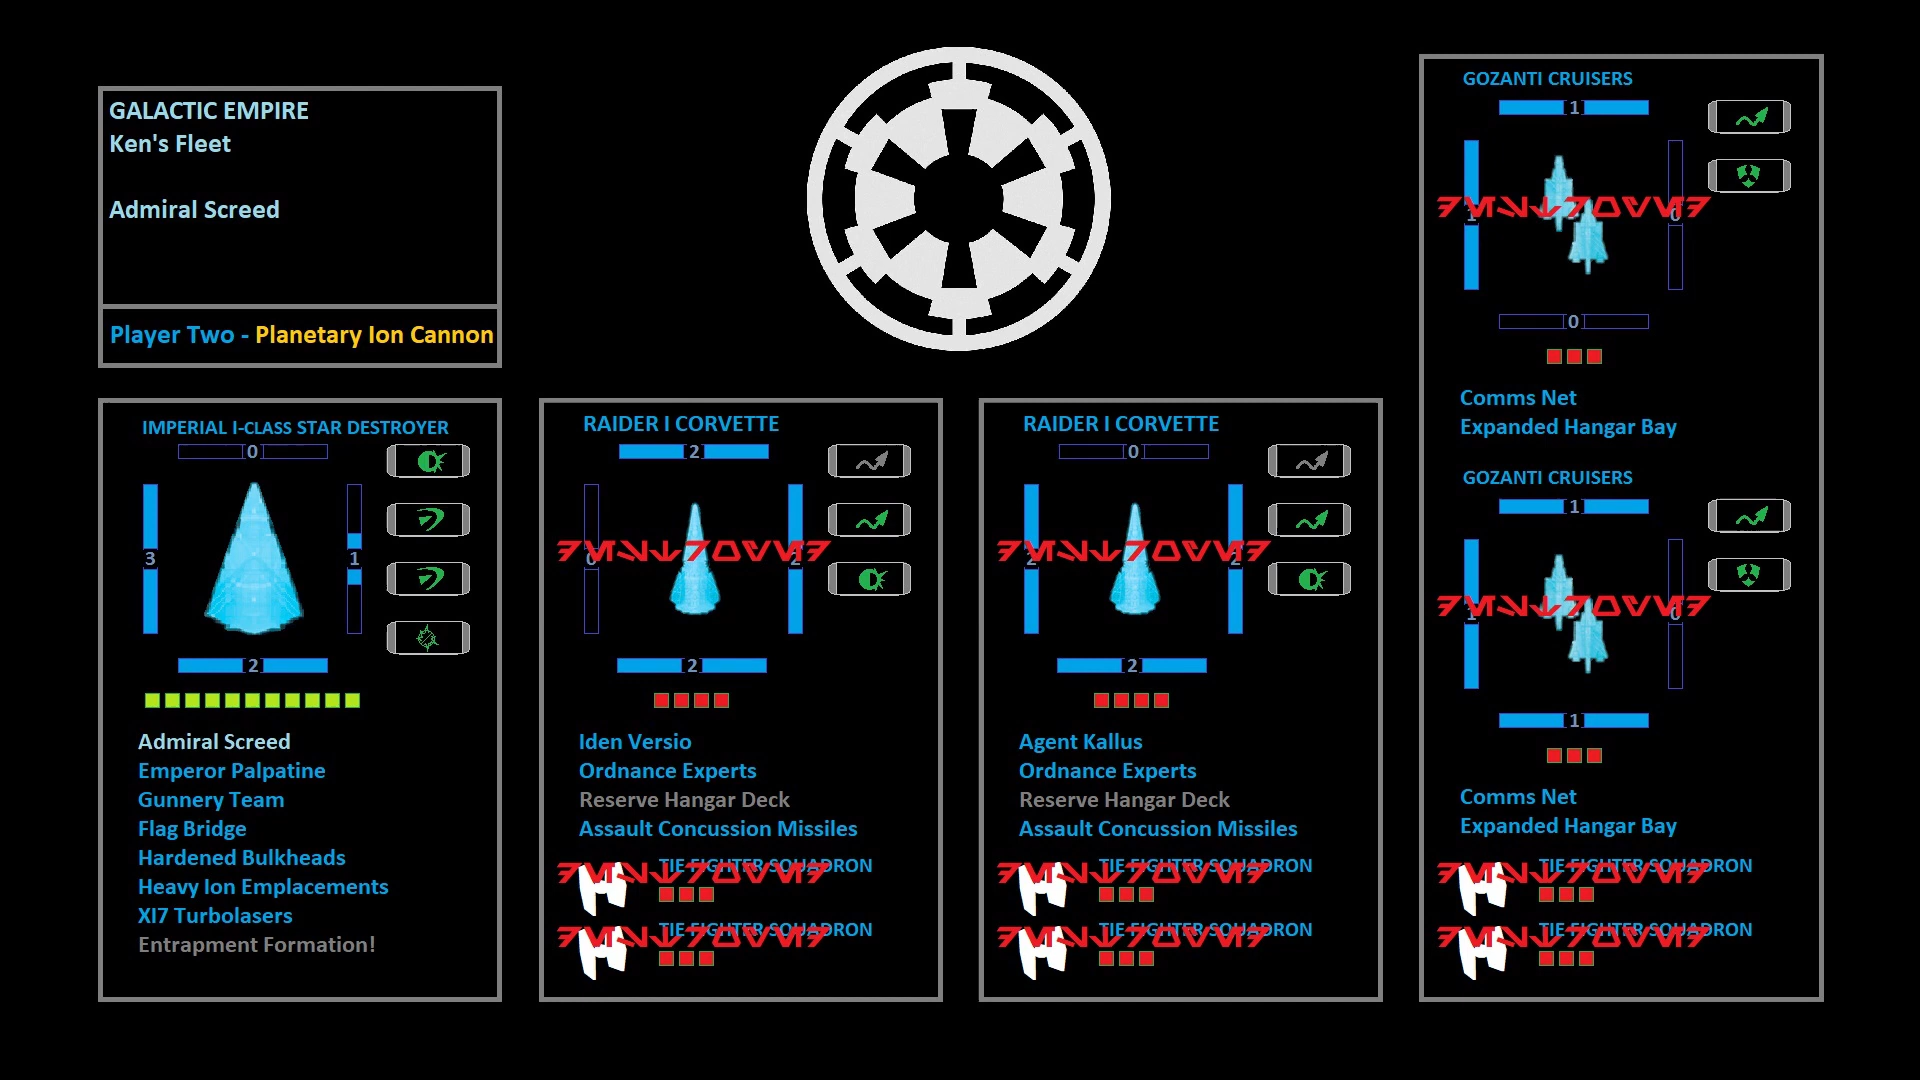 GALACTIC EMPIRE
Ken's Fleet
Admiral Screed
Player Two - Planetary Ion Cannon
IMPERIAL I-CLASS STAR DESTROYER
0
3
1
2
Admiral Screed
Emperor Palpatine
Gunnery Team
Flag Bridge
Hardened Bulkheads
Heavy Ion Emplacements
XI7 Turbolasers
Entrapment Formation!
RAIDER I CORVETTE
2
0
2
2
Iden Versio
Ordnance Experts
Reserve Hangar Deck
Assault Concussion Missiles
TIE FIGHTER SQUADRON
TIE FIGHTER SQUADRON
RAIDER I CORVETTE
0
2
2
2
Agent Kallus
Ordnance Experts
Reserve Hangar Deck
Assault Concussion Missiles
TIE FIGHTER SQUADRON
TIE FIGHTER SQUADRON
GOZANTI CRUISERS
1
1
0
0
Comms Net
Expanded Hangar Bay
GOZANTI CRUISERS
1
1
0
1
Comms Net
Expanded Hangar Bay
TIE FIGHTER SQUADRON
TIE FIGHTER SQUADRON